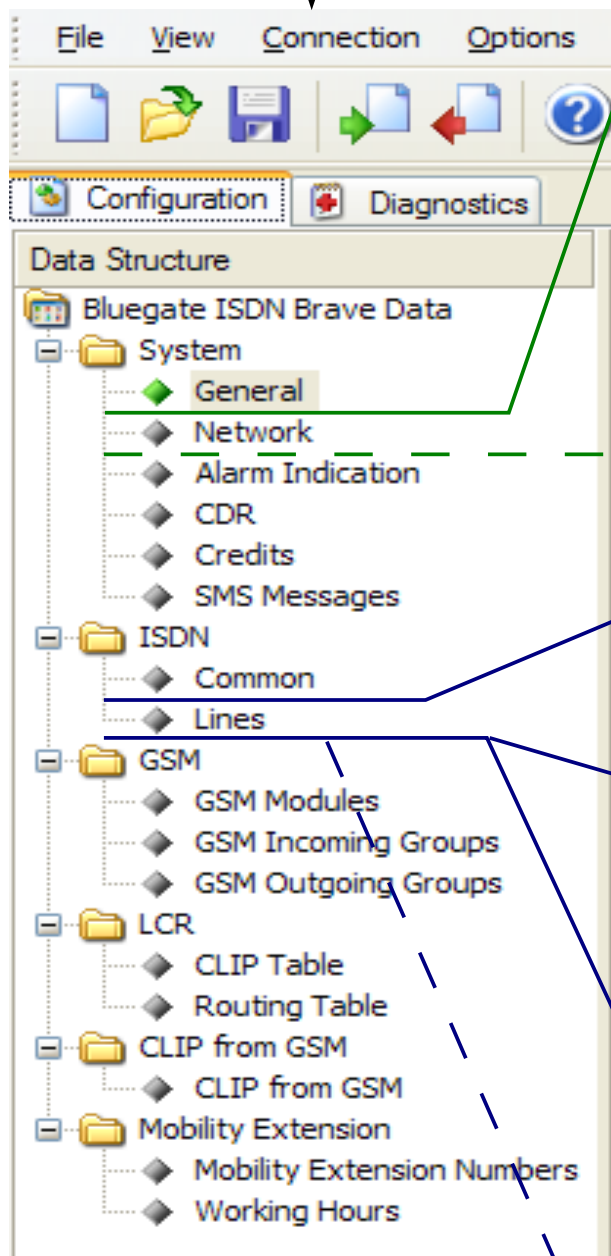 File View Connection Options
Configuration Diagnostics
Data Structure
Bluegate ISDN Brave Data
System
General
Network
Alarm Indication
CDR
Credits
SMS Messages
ISDN
Common
Lines
GSM
GSM Modules
GSM Incoming Groups
GSM Outgoing Groups
LCR
CLIP Table
Routing Table
CLIP from GSM
CLIP from GSM
Mobility Extension
Mobility Extension Numbers
Working Hours